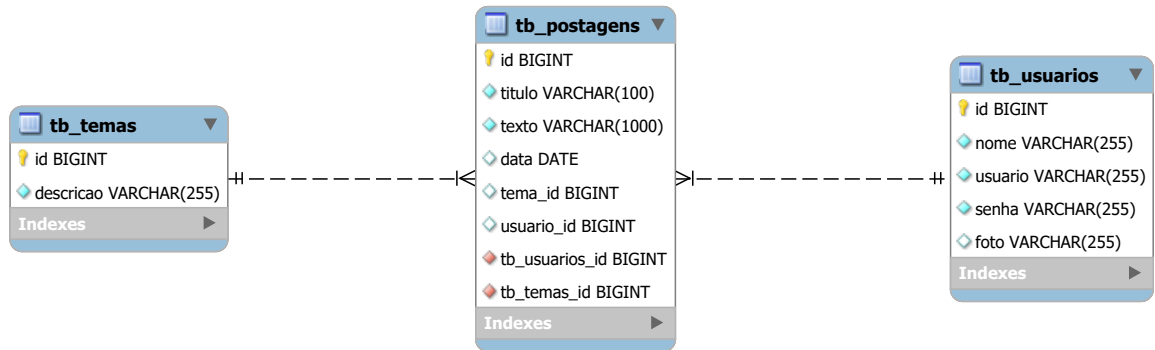 tb_temas
id BIGINT
descricao VARCHAR(255)
Indexes
tb_postagens
id BIGINT
titulo VARCHAR(100)
texto VARCHAR(1000)
data DATE
tema_id BIGINT
usuario_id BIGINT
tb_usuarios_id BIGINT
tb_temas_id BIGINT
Indexes
tb_usuarios
id BIGINT
nome VARCHAR(255)
usuario VARCHAR(255)
senha VARCHAR(255)
foto VARCHAR(255)
Indexes